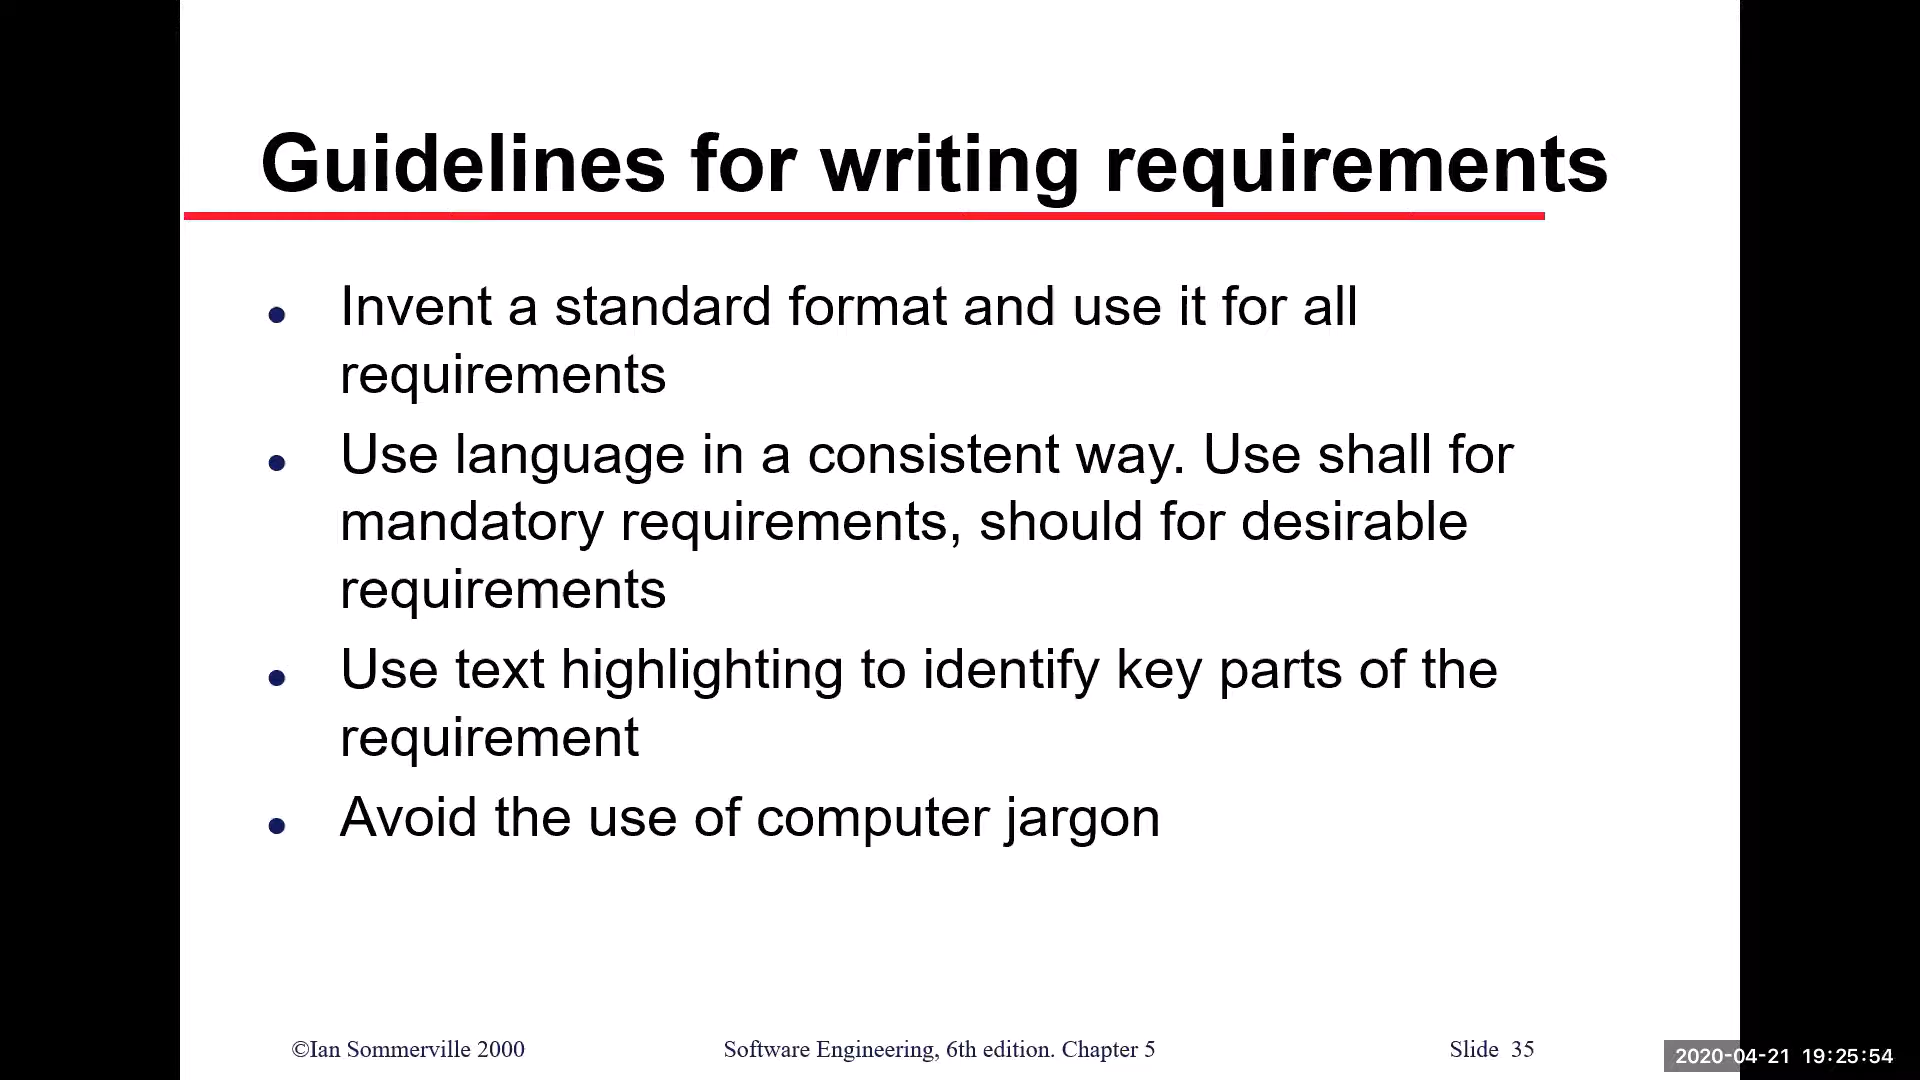 Guidelines for writing requirements
● Invent a standard format and use it for all
requirements
● Use language in a consistent way. Use shall for
mandatory requirements, should for desirable
requirements
● Use text highlighting to identify key parts of the
requirement
● Avoid the use of computer jargon
©Ian Sommerville 2000 Software Engineering, 6th edition. Chapter 5 Slide 35
2020-04-21 19:25:54